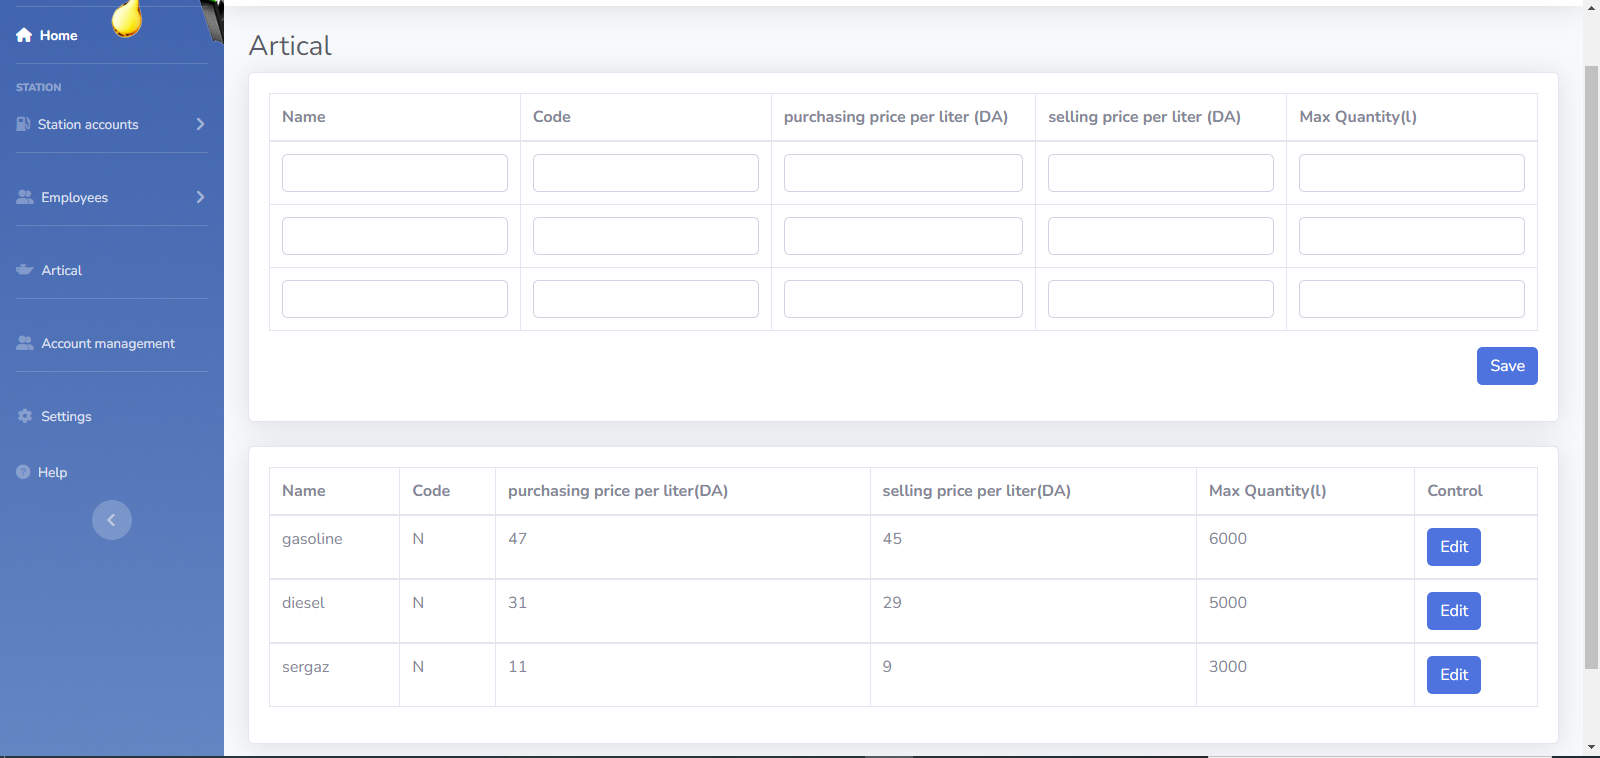 Home
STATION
Station accounts
Employees
Artical
Account management
Settings
Help
Artical
Name Code purchasing price per liter (DA) selling price per liter (DA) Max Quantity(l)
Save
Name Code purchasing price per liter(DA) selling price per liter(DA) Max Quantity(l) Control
gasoline N 47 45 6000 Edit
diesel N 31 29 5000 Edit
sergaz N 11 9 3000 Edit